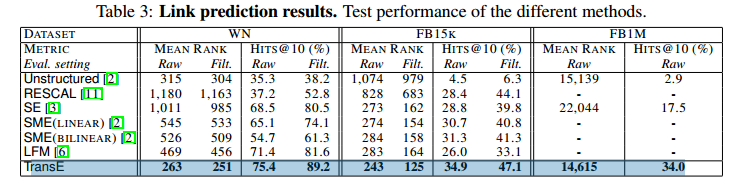 Table 3: Link prediction results. Test performance of the different methods.
DATASET WN FB15K FB1M
METRIC MEAN RANK HITS@10 (%) MEAN RANK HITS@10 (%) MEAN RANK HITS@10 (%)
Eval. setting Raw Filt. Raw Filt. Raw Filt. Raw Filt. Raw Raw
Unstructured [2] 315 304 35.3 38.2 1,074 979 4.5 6.3 15,139 2.9
RESCAL [11] 1,180 1,163 37.2 52.8 828 683 28.4 44.1 - -
SE [3] 1,011 985 68.5 80.5 273 162 28.8 39.8 22,044 17.5
SME(LINEAR) [2] 545 533 65.1 74.1 274 154 30.7 40.8 - -
SME(BILINEAR) [2] 526 509 54.7 61.3 284 158 31.3 41.3 - -
LFM [6] 469 456 71.4 81.6 283 164 26.0 33.1 - -
TransE 263 251 75.4 89.2 243 125 34.9 47.1 14,615 34.0